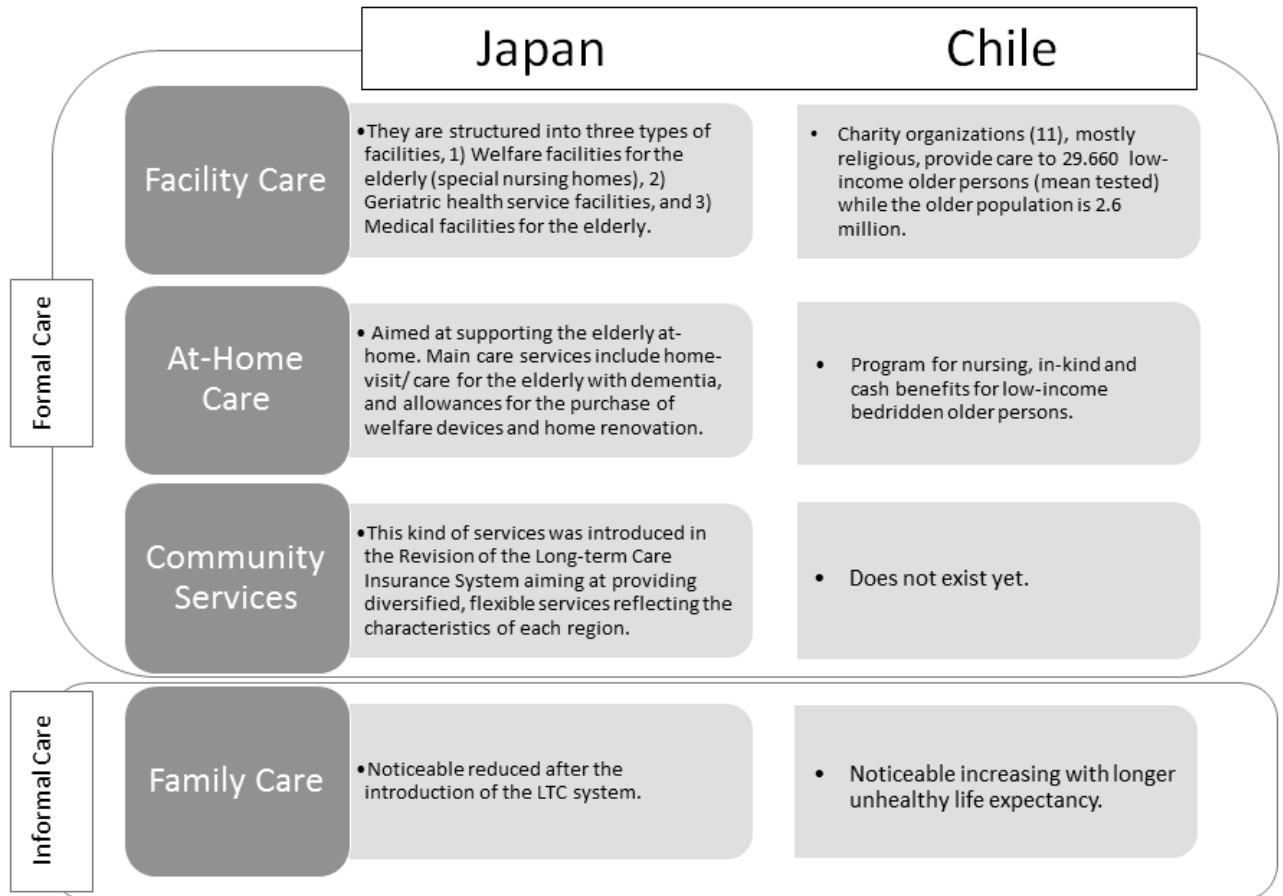 Japan
Chile
Formal Care
Facility Care
•They are structured into three types of
facilities, 1) Welfare facilities for the
elderly (special nursing homes), 2)
Geriatric health service facilities, and 3)
Medical facilities for the elderly.
• Charity organizations (11), mostly
religious, provide care to 29.660 low-
income older persons (mean tested)
while the older population is 2.6
million.
At-Home
Care
• Aimed at supporting the elderly at-
home. Main care services include home-
visit/ care for the elderly with dementia,
and allowances for the purchase of
welfare devices and home renovation.
• Program for nursing, in-kind and
cash benefits for low-income
bedridden older persons.
Community
Services
•This kind of services was introduced in
the Revision of the Long-term Care
Insurance System aiming at providing
diversified, flexible services reflecting the
characteristics of each region.
• Does not exist yet.
Informal Care
Family Care
•Noticeable reduced after the
introduction of the LTC system.
• Noticeable increasing with longer
unhealthy life expectancy.